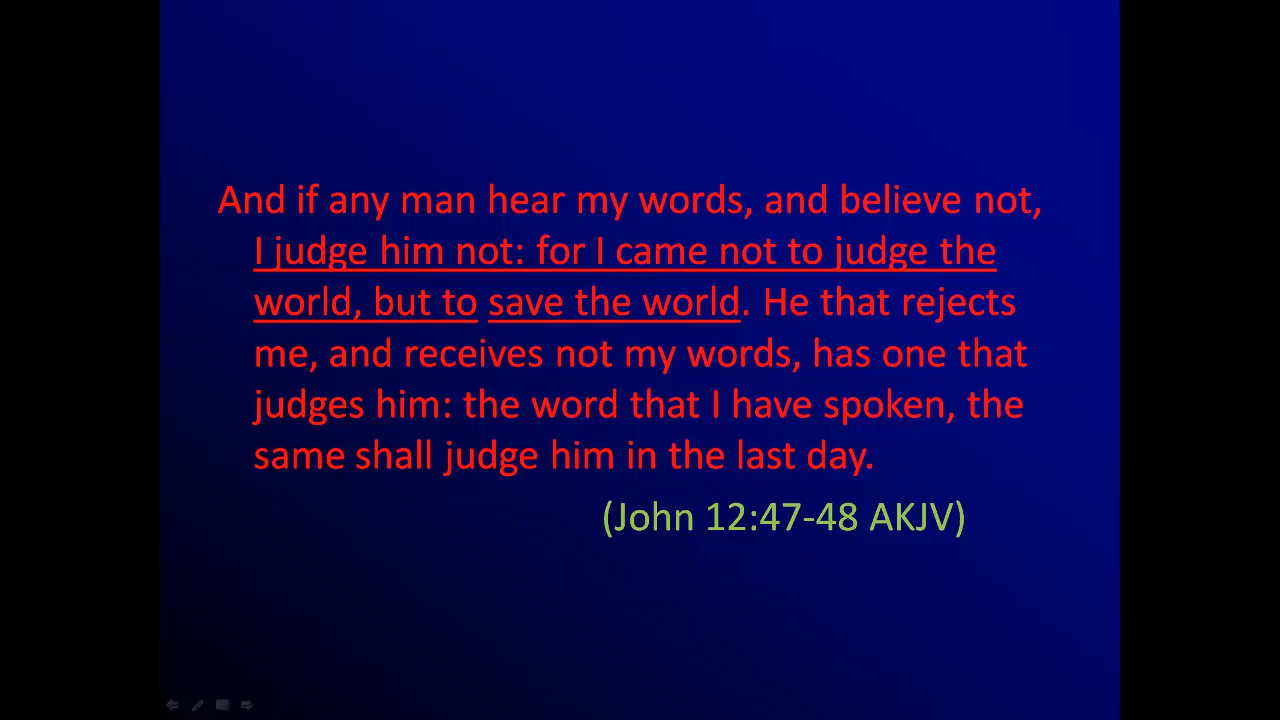 And if any man hear my words, and believe not,
I judge him not: for I came not to judge the
world, but to save the world. He that rejects
me, and receives not my words, has one that
judges him: the word that I have spoken, the
same shall judge him in the last day.
(John 12:47-48 AKJV)